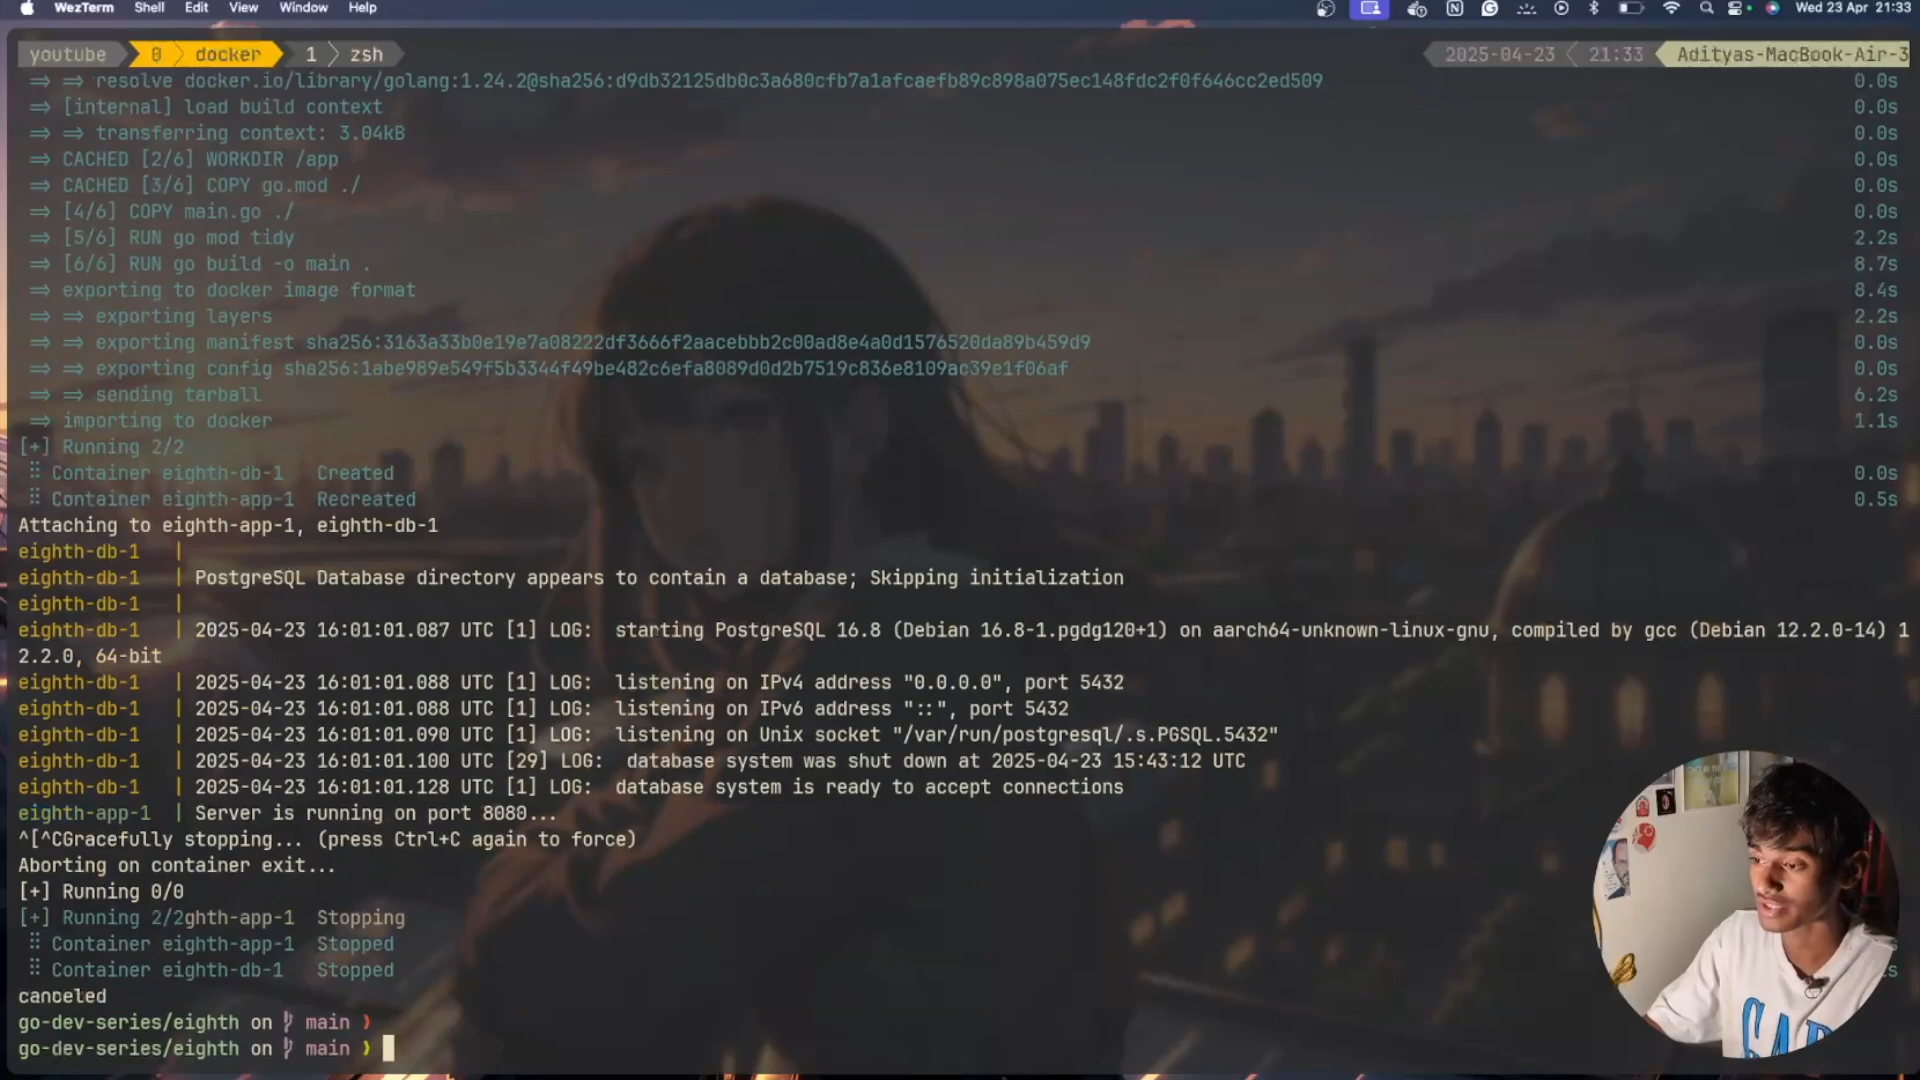 WezTerm Shell Edit View Window Help Wed 23 Apr 21:33
youtube 0 docker 1 zsh 2025-04-23 21:33 Adityas-MacBook-Air-3
⇒ ⇒ resolve docker.io/library/golang:1.24.2@sha256:d9db32125db0c3a680cfb7a1afcaefb89c898a075ec148fdc2f0f646cc2ed509 0.0s
⇒ [internal] load build context 0.0s
⇒ ⇒ transferring context: 3.04kB 0.0s
⇒ CACHED [2/6] WORKDIR /app 0.0s
⇒ CACHED [3/6] COPY go.mod ./ 0.0s
⇒ [4/6] COPY main.go ./ 0.0s
⇒ [5/6] RUN go mod tidy 2.2s
⇒ [6/6] RUN go build -o main . 8.7s
⇒ exporting to docker image format 8.4s
⇒ ⇒ exporting layers 2.2s
⇒ ⇒ exporting manifest sha256:3163a33b0e19e7a08222df3666f2aacebbb2c00ad8e4a0d1576520da89b459d9 0.0s
⇒ ⇒ exporting config sha256:1abe989e549f5b3344f49be482c6efa8089d0d2b7519c836e8109ac39e1f06af 0.0s
⇒ ⇒ sending tarball 6.2s
⇒ importing to docker 1.1s
[+] Running 2/2
⠿ Container eighth-db-1 Created 0.0s
⠿ Container eighth-app-1 Recreated 0.5s
Attaching to eighth-app-1, eighth-db-1
eighth-db-1 |
eighth-db-1 | PostgreSQL Database directory appears to contain a database; Skipping initialization
eighth-db-1 |
eighth-db-1 | 2025-04-23 16:01:01.087 UTC [1] LOG: starting PostgreSQL 16.8 (Debian 16.8-1.pgdg120+1) on aarch64-unknown-linux-gnu, compiled by gcc (Debian 12.2.0-14) 1
2.2.0, 64-bit
eighth-db-1 | 2025-04-23 16:01:01.088 UTC [1] LOG: listening on IPv4 address "0.0.0.0", port 5432
eighth-db-1 | 2025-04-23 16:01:01.088 UTC [1] LOG: listening on IPv6 address "::", port 5432
eighth-db-1 | 2025-04-23 16:01:01.090 UTC [1] LOG: listening on Unix socket "/var/run/postgresql/.s.PGSQL.5432"
eighth-db-1 | 2025-04-23 16:01:01.100 UTC [29] LOG: database system was shut down at 2025-04-23 15:43:12 UTC
eighth-db-1 | 2025-04-23 16:01:01.128 UTC [1] LOG: database system is ready to accept connections
eighth-app-1 | Server is running on port 8080...
^[^CGracefully stopping... (press Ctrl+C again to force)
Aborting on container exit...
[+] Running 0/0
[+] Running 2/2ghth-app-1 Stopping
⠿ Container eighth-app-1 Stopped
⠿ Container eighth-db-1 Stopped
canceled
go-dev-series/eighth on main ❯
go-dev-series/eighth on main ❯